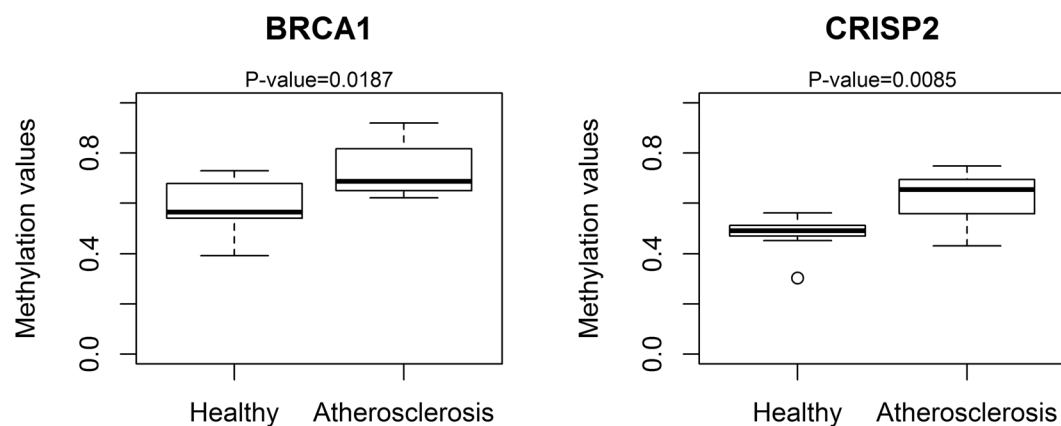 BRCA1
P-value=0.0187
Methylation values
0.8
0.4
0.0
Healthy
Atherosclerosis
CRISP2
P-value=0.0085
Methylation values
0.8
0.4
0.0
Healthy
Atherosclerosis